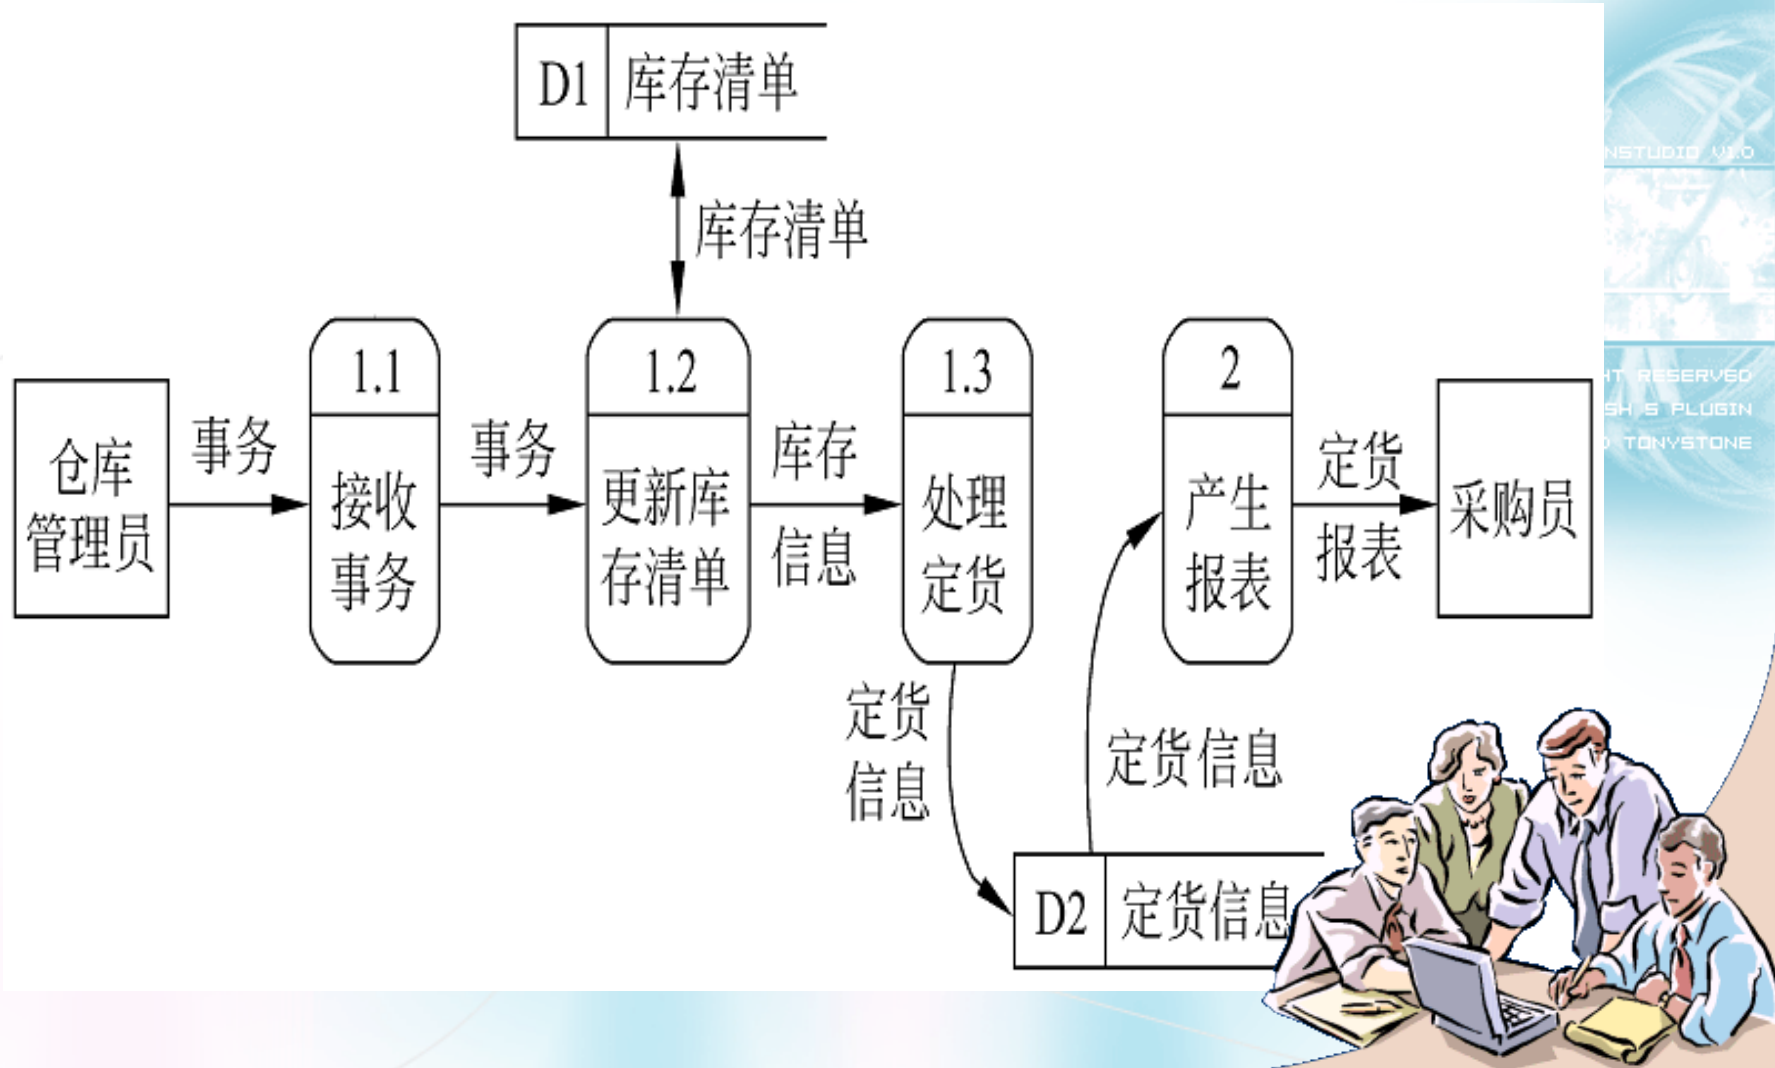 D1 库存清单
库存清单
1.1
1.2
1.3
2
仓库
管理员
事务
接收
事务
事务
更新库
存清单
库存
信息
处理
定货
产生
报表
定货
报表
采购员
定货
信息
定货信息
D2 定货信息
NSTUDIO V1.0
HT RESERVED
SH 5 PLUGIN
TONYSTONE